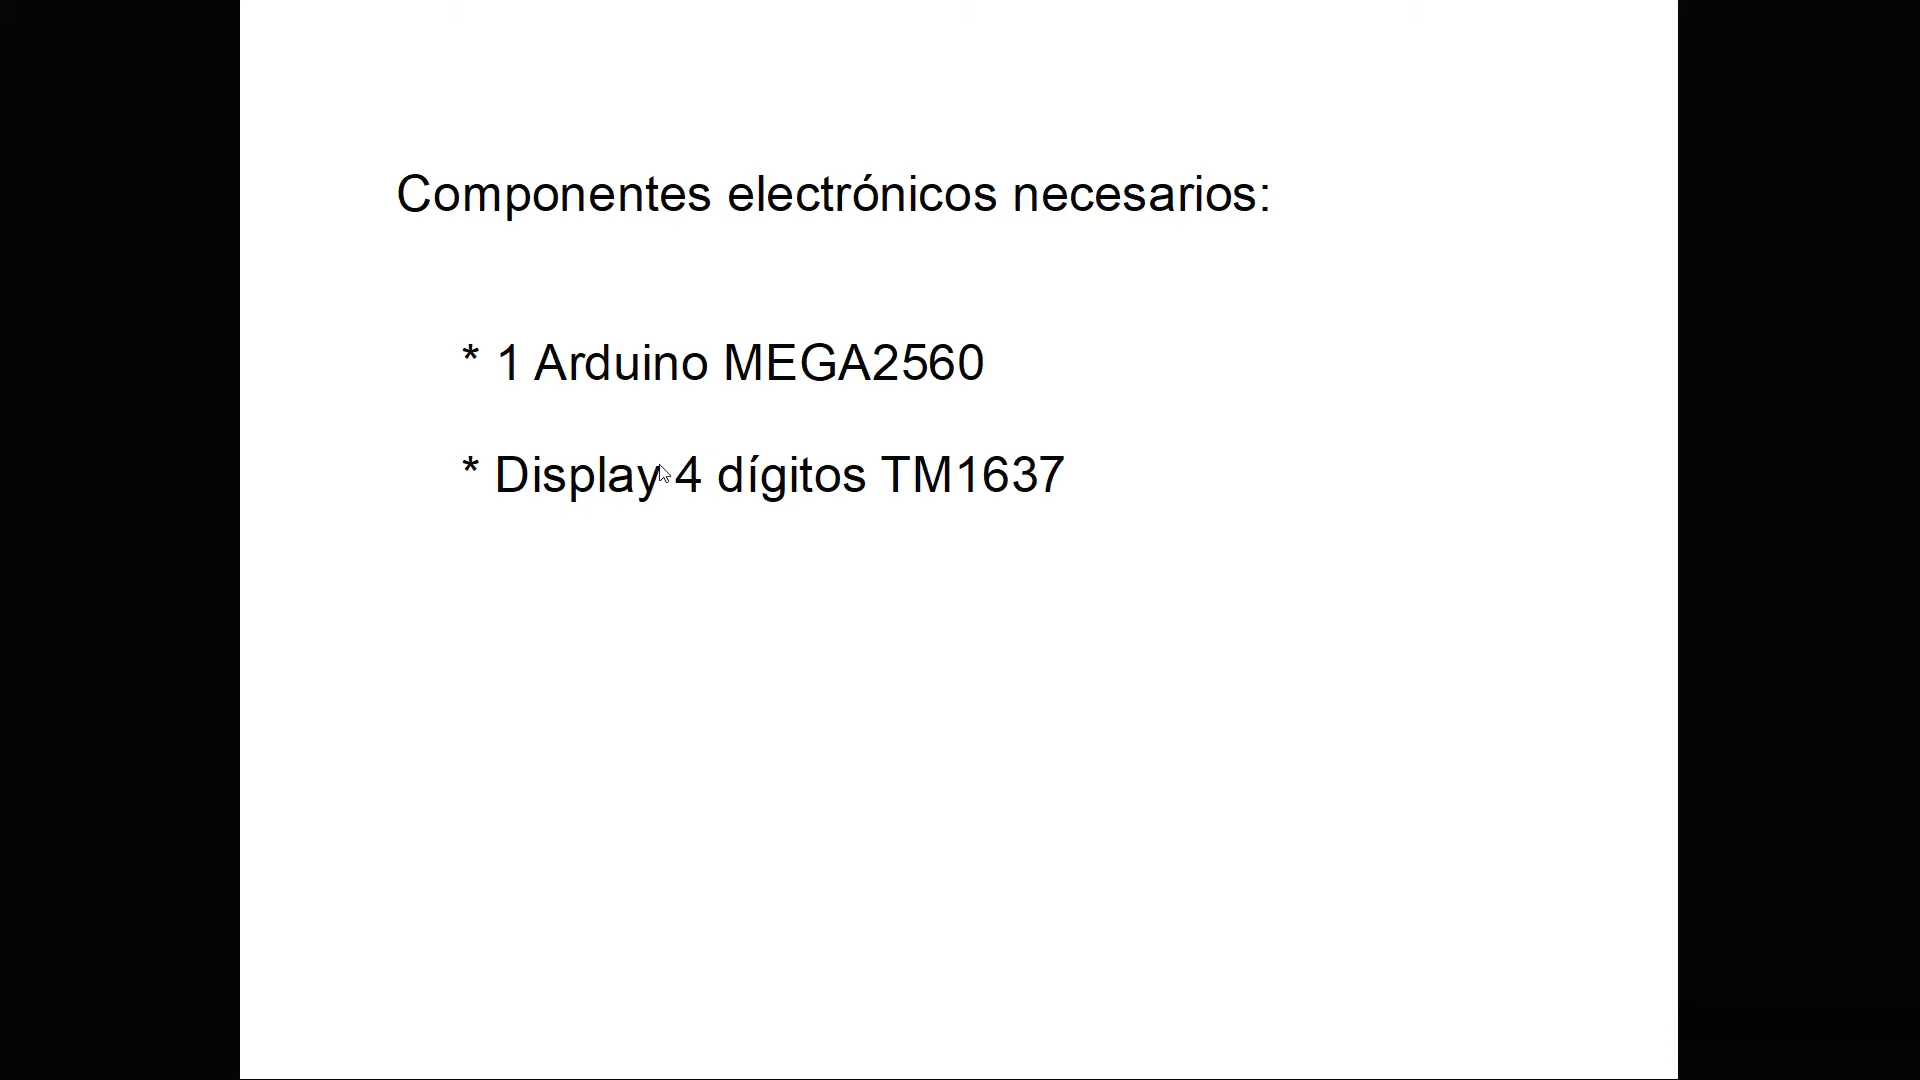 Componentes electrónicos necesarios:
* 1 Arduino MEGA2560
* Display 4 dígitos TM1637